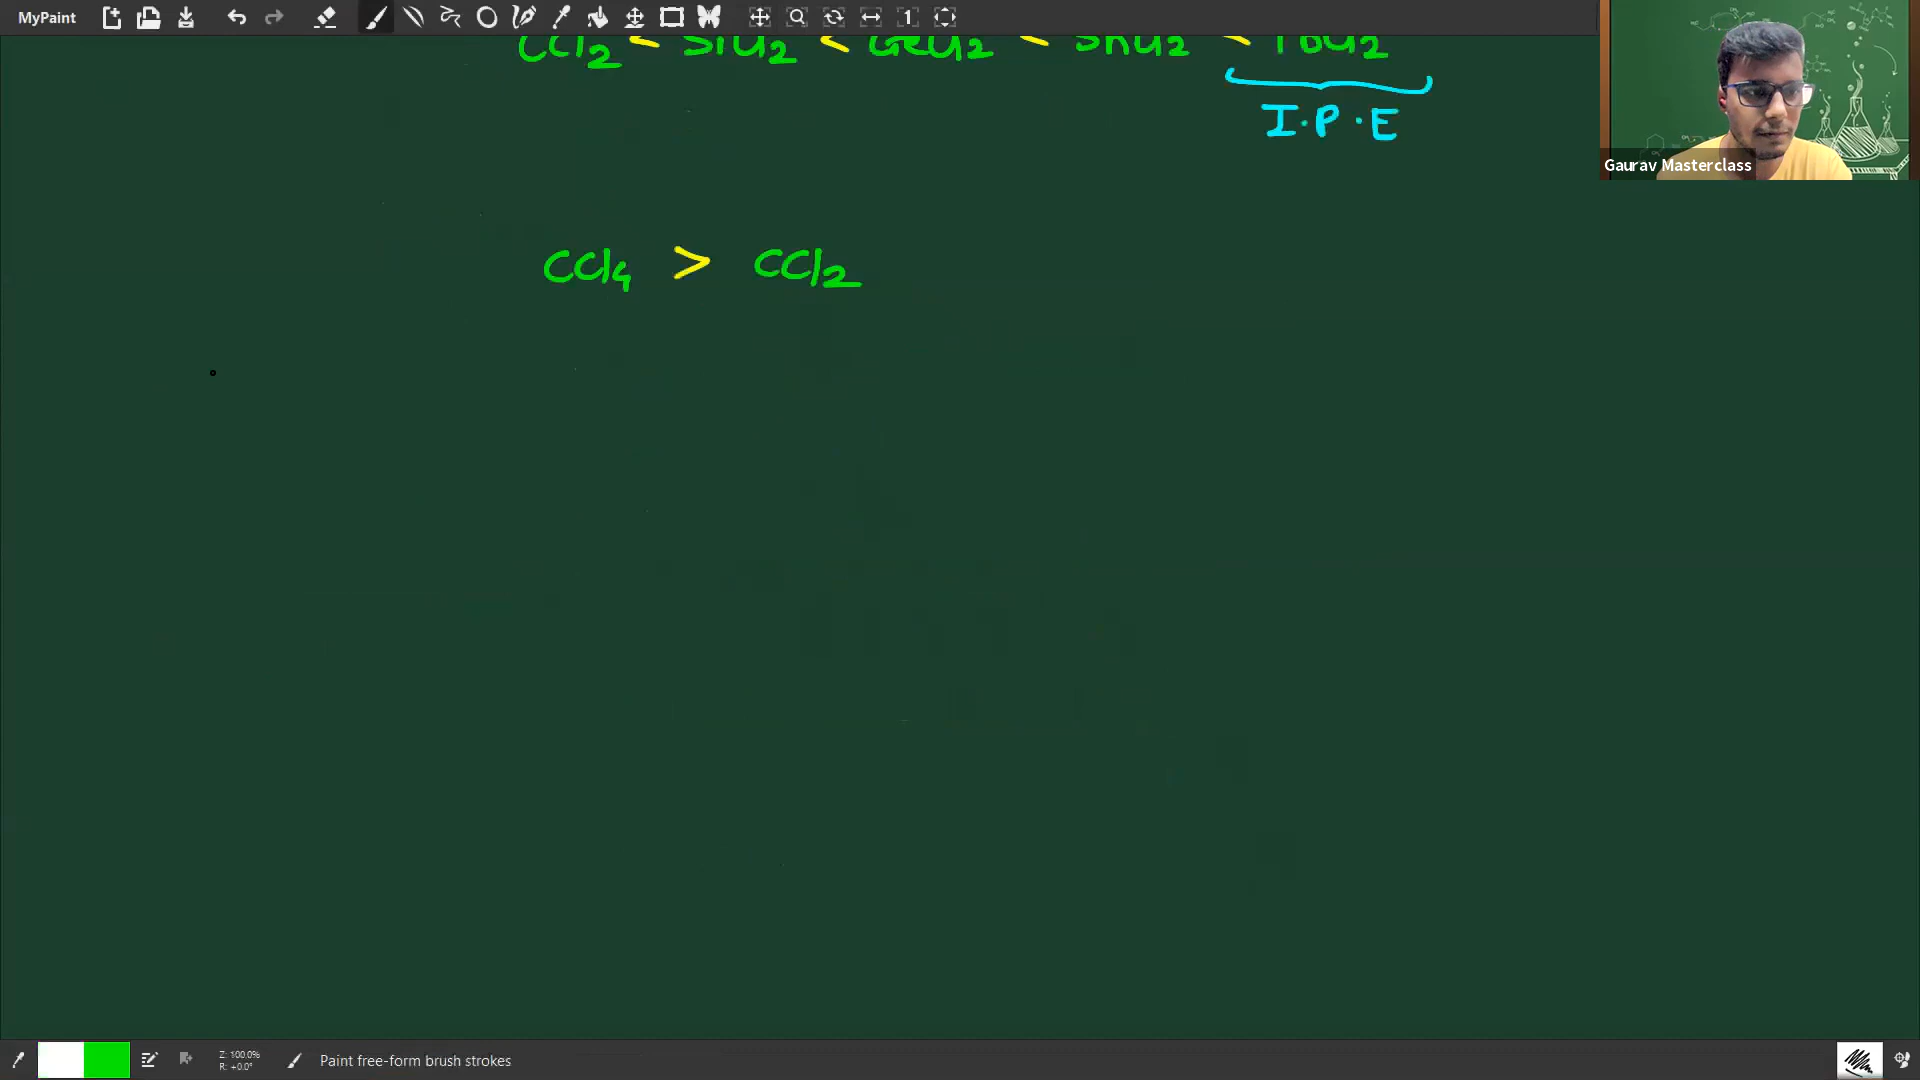 MyPaint
CCl2 < SiCl2 < GeCl2 < SnCl2 < PbCl2
I.P.E
Gaurav Masterclass
CCl4 > CCl2
Z: 100.0%
R: +0.0°
Paint free-form brush strokes